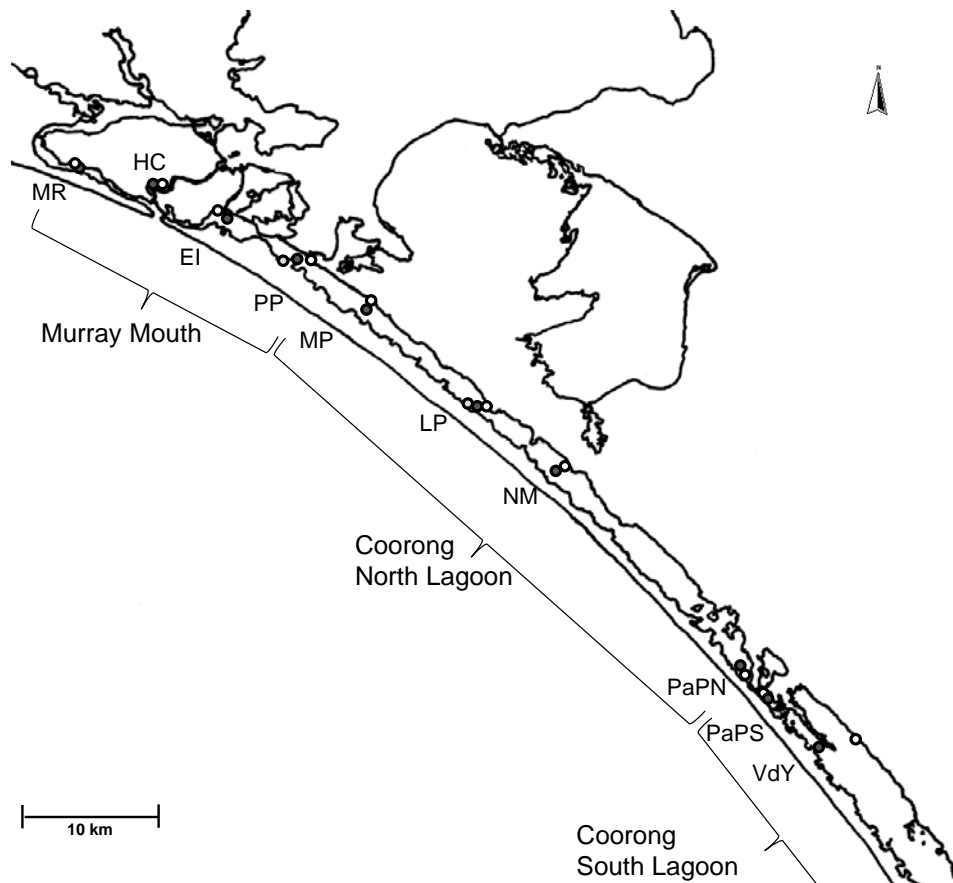 N
HC
MR
EI
PP
Murray Mouth
MP
LP
NM
Coorong
North Lagoon
PaPN
PaPS
VdY
10 km
Coorong
South Lagoon